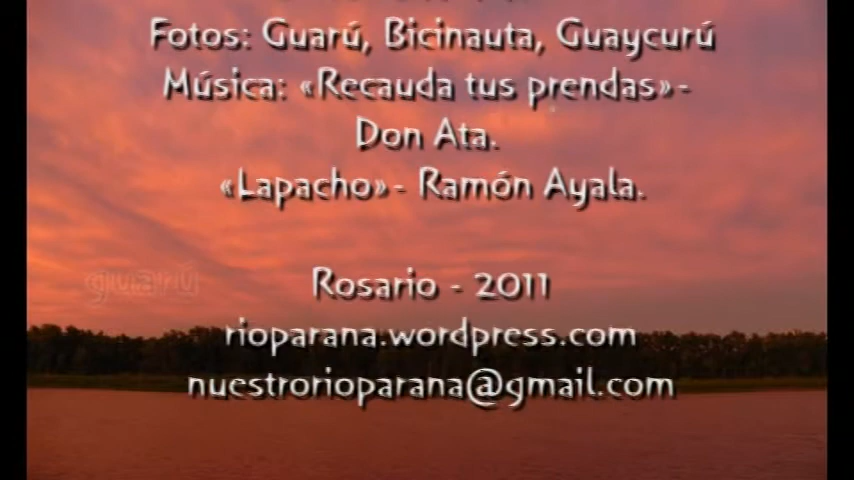 Fotos: Guarú, Bicinauta, Guaycurú
Música: «Recauda tus prendas» -
Don Ata.
«Lapacho» - Ramón Ayala.
guarú
Rosario - 2011
rioparana.wordpress.com
nuestrorioparana@gmail.com